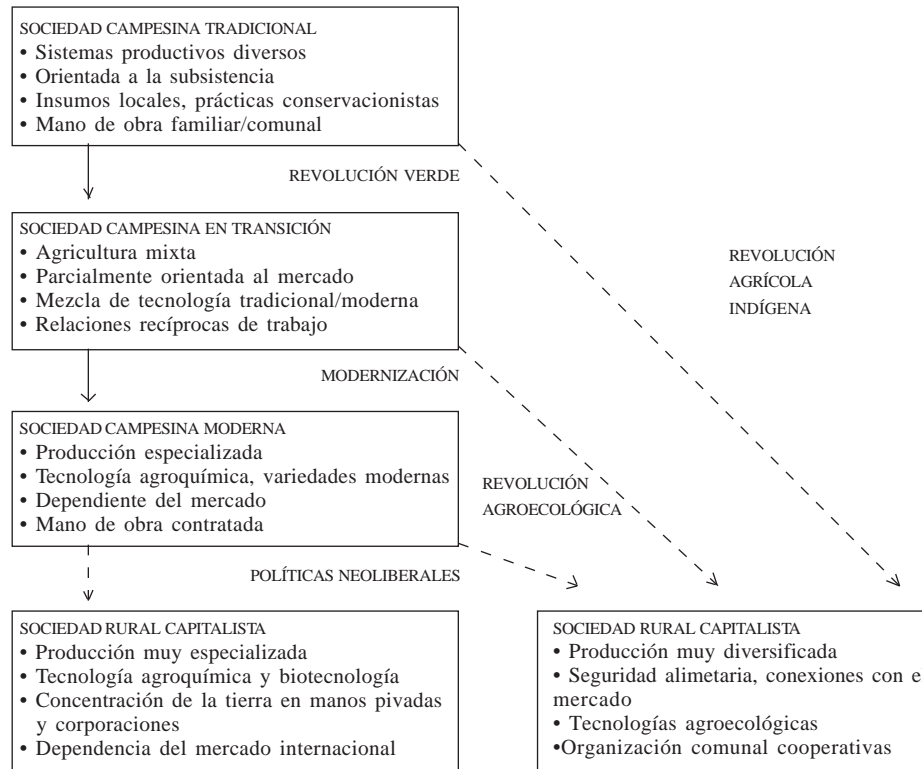 SOCIEDAD CAMPESINA TRADICIONAL
• Sistemas productivos diversos
• Orientada a la subsistencia
• Insumos locales, prácticas conservacionistas
• Mano de obra familiar/comunal
REVOLUCIÓN VERDE
SOCIEDAD CAMPESINA EN TRANSICIÓN
• Agricultura mixta
• Parcialmente orientada al mercado
• Mezcla de tecnología tradicional/moderna
• Relaciones recíprocas de trabajo
REVOLUCIÓN
AGRÍCOLA
INDÍGENA
MODERNIZACIÓN
SOCIEDAD CAMPESINA MODERNA
• Producción especializada
• Tecnología agroquímica, variedades modernas
• Dependiente del mercado
• Mano de obra contratada
REVOLUCIÓN
AGROECOLÓGICA
POLÍTICAS NEOLIBERALES
SOCIEDAD RURAL CAPITALISTA
• Producción muy especializada
• Tecnología agroquímica y biotecnología
• Concentración de la tierra en manos pivadas
y corporaciones
• Dependencia del mercado internacional
SOCIEDAD RURAL CAPITALISTA
• Producción muy diversificada
• Seguridad alimetaria, conexiones con e
mercado
• Tecnologías agroecológicas
•Organización comunal cooperativas